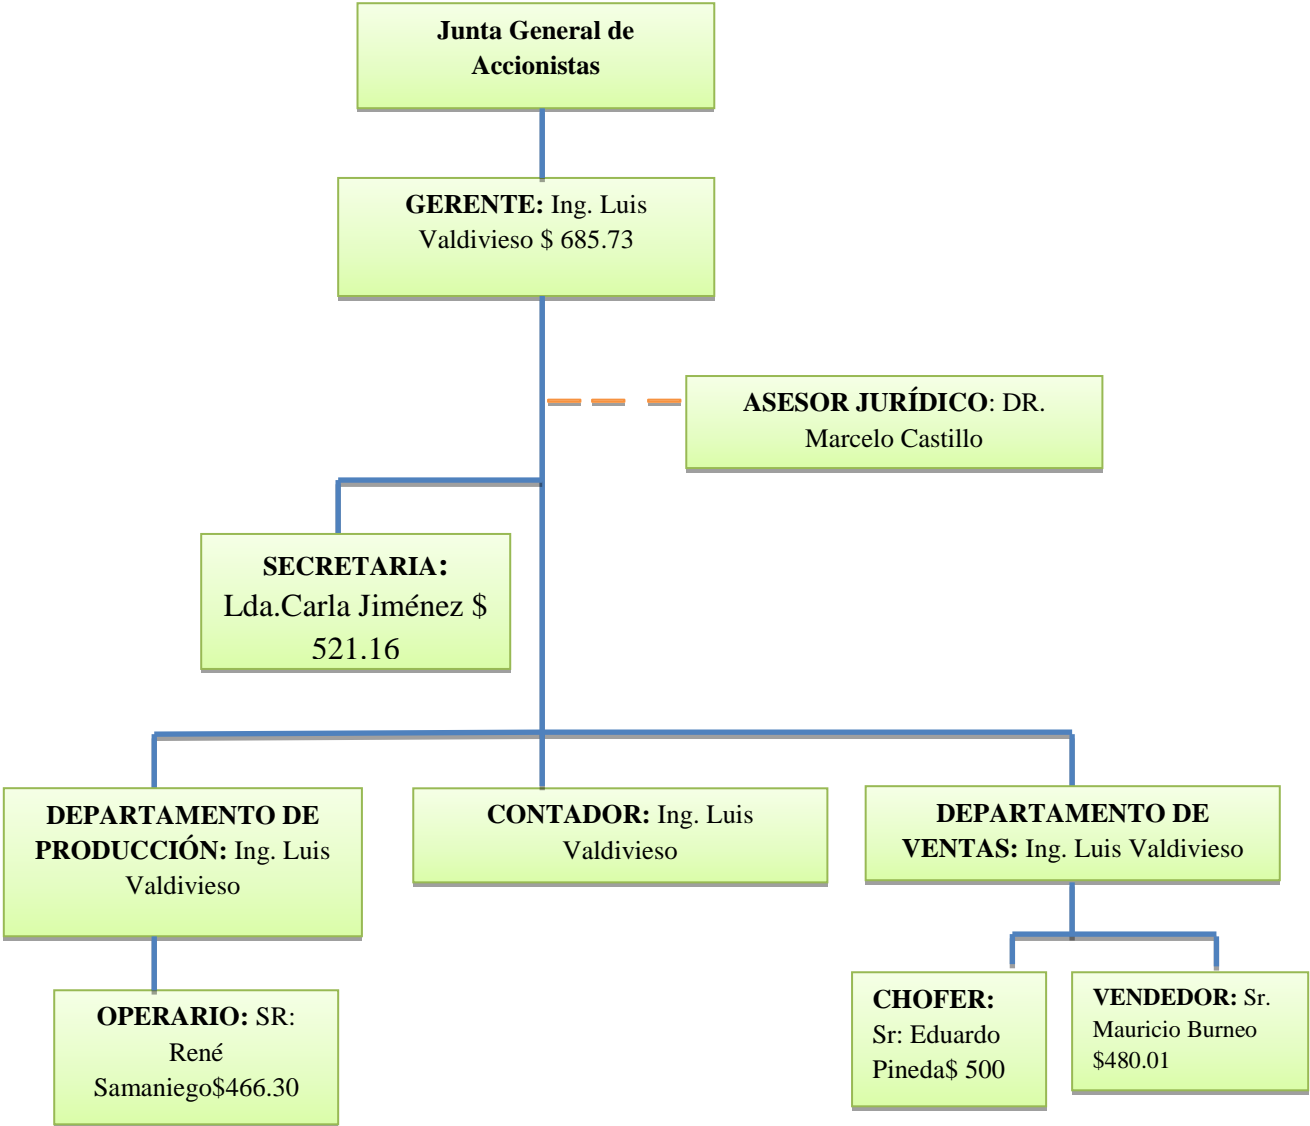 Junta General de
Accionistas
GERENTE: Ing. Luis
Valdivieso $ 685.73
ASESOR JURÍDICO: DR.
Marcelo Castillo
SECRETARIA:
Lda.Carla Jiménez $
521.16
DEPARTAMENTO DE
PRODUCCIÓN: Ing. Luis
Valdivieso
CONTADOR: Ing. Luis
Valdivieso
DEPARTAMENTO DE
VENTAS: Ing. Luis Valdivieso
OPERARIO: SR:
René
Samaniego$466.30
CHOFER:
Sr: Eduardo
Pineda$ 500
VENDEDOR: Sr.
Mauricio Burneo
$480.01